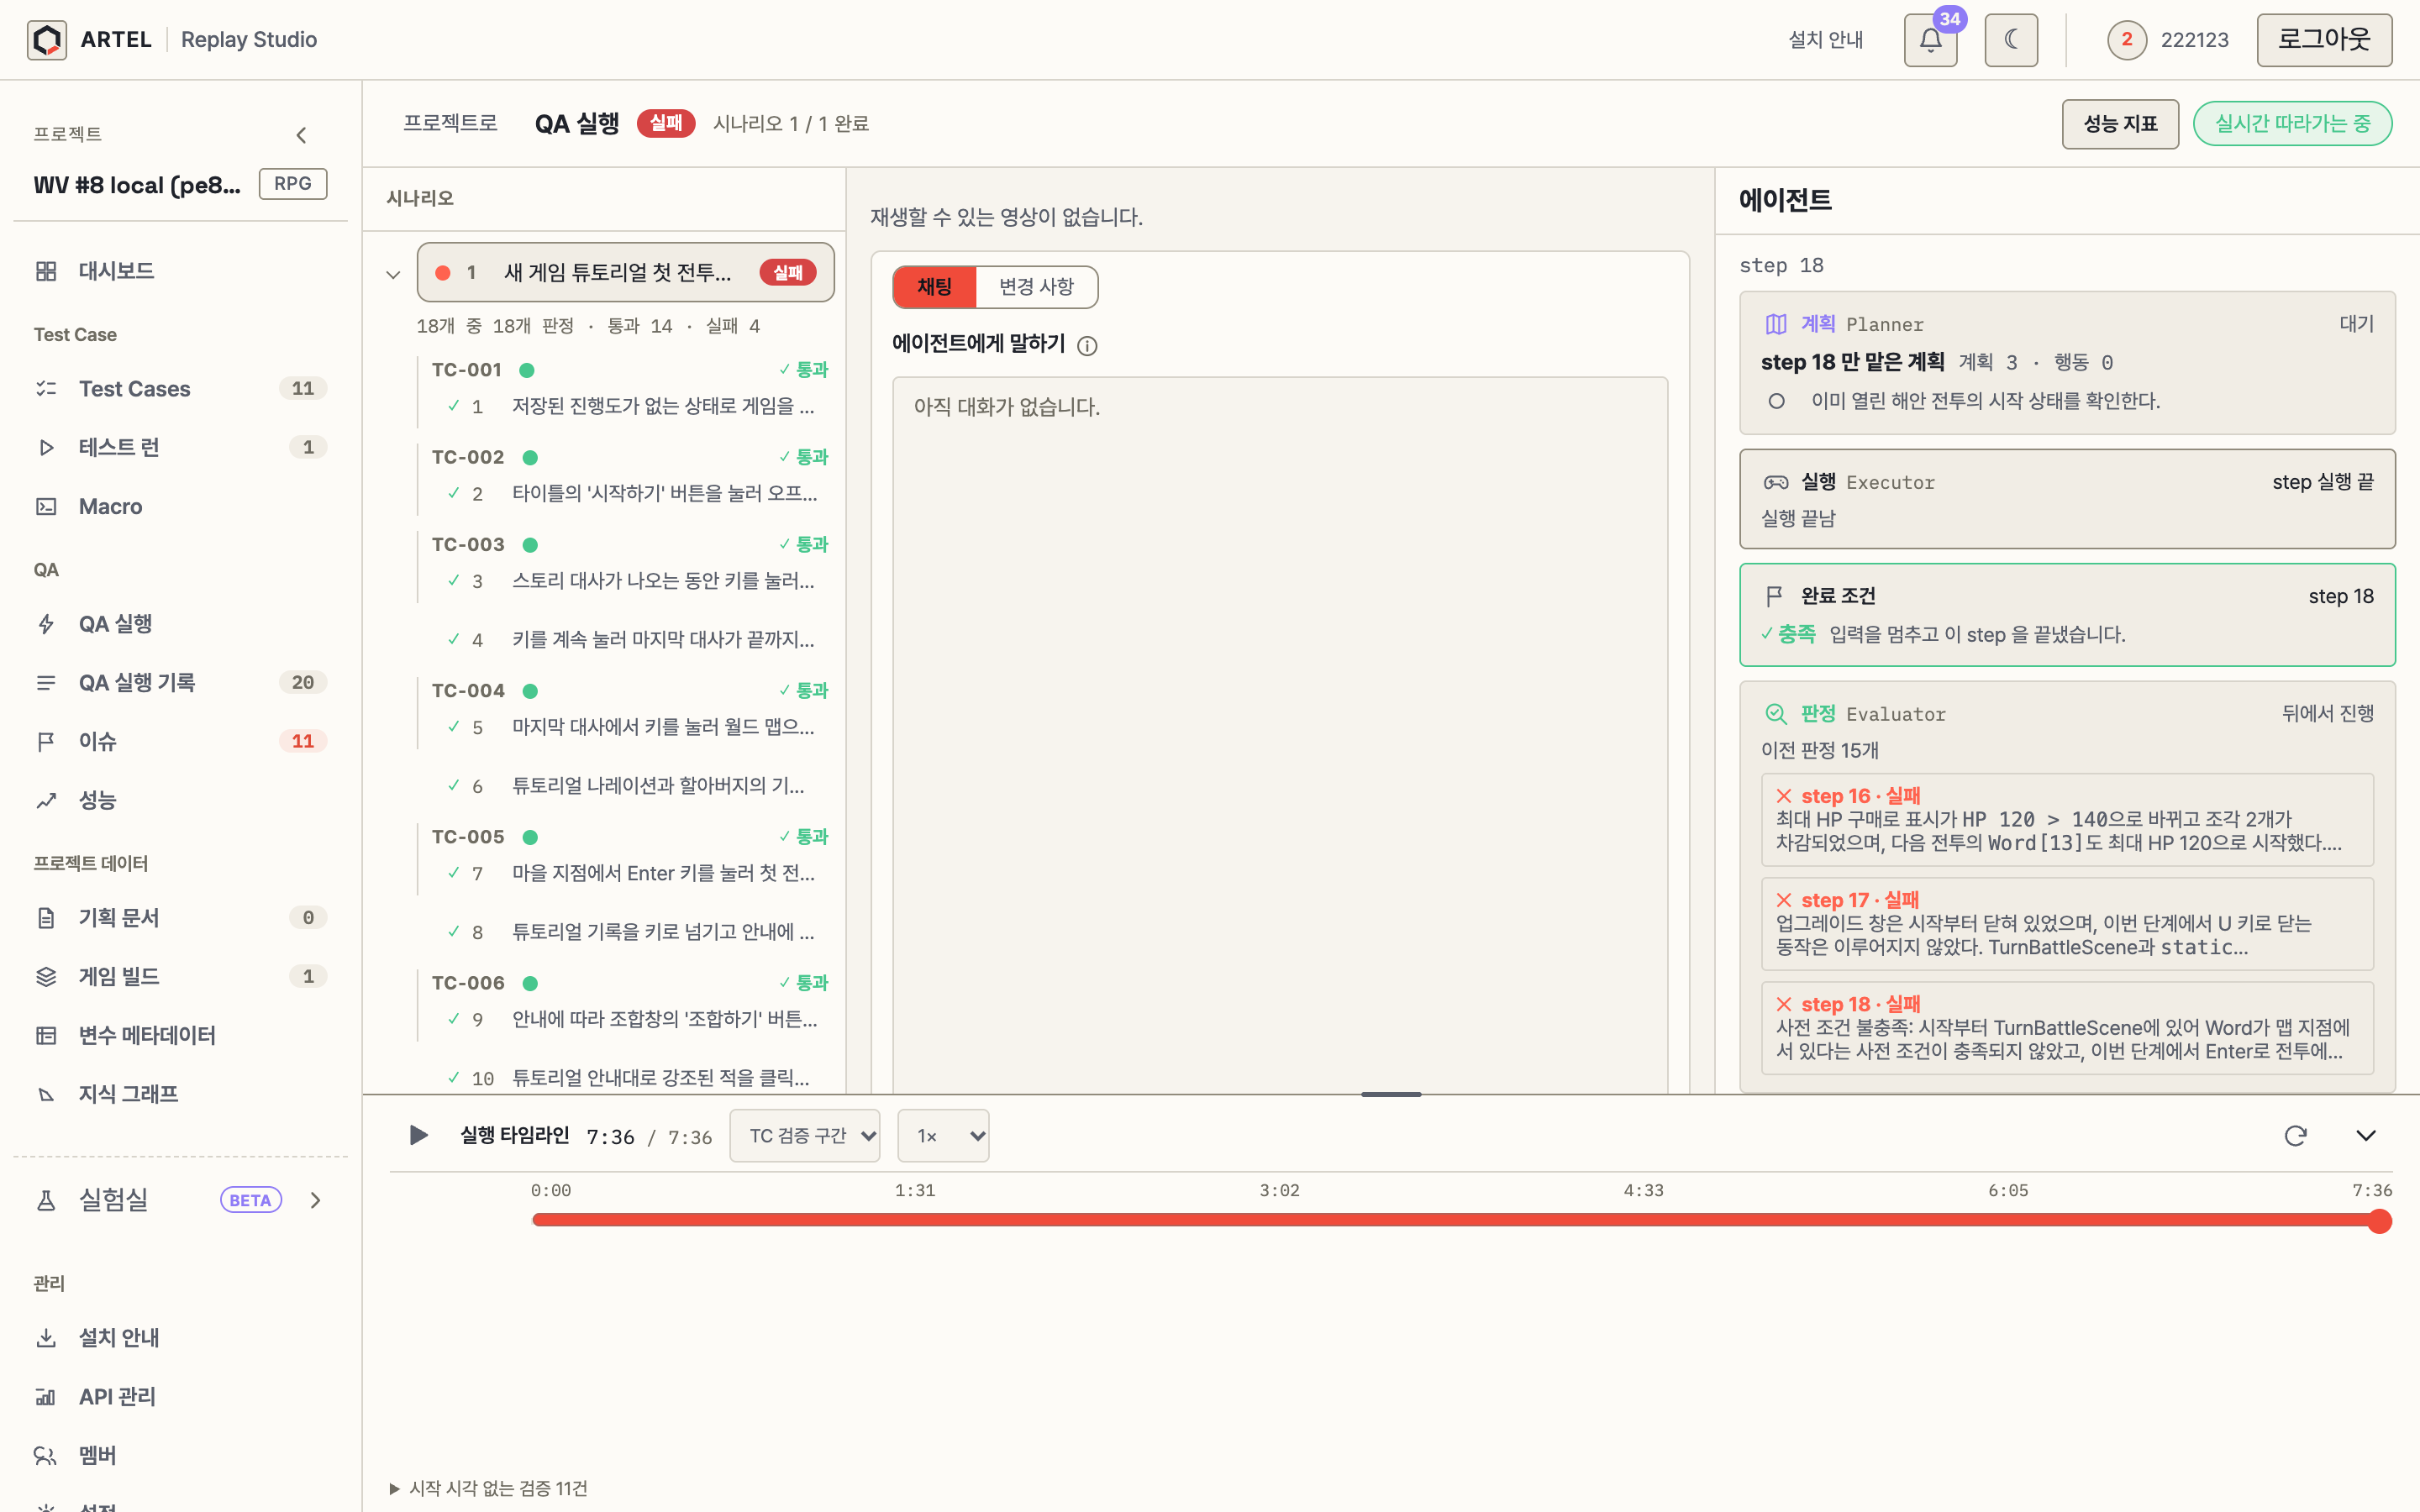 ARTEL
Replay Studio
설치 안내
34
2
222123
로그아웃
프로젝트
WV #8 local (pe8...
RPG
대시보드
Test Case
Test Cases
11
테스트 런
1
Macro
QA
QA 실행
QA 실행 기록
20
이슈
11
성능
프로젝트 데이터
기획 문서
0
게임 빌드
1
변수 메타데이터
지식 그래프
실험실
BETA
관리
설치 안내
API 관리
멤버
프로젝트로
QA 실행
실패
시나리오 1 / 1 완료
성능 지표
실시간 따라가는 중
시나리오
1 새 게임 튜토리얼 첫 전투... 실패
18개 중 18개 판정 · 통과 14 · 실패 4
TC-001 ✓ 통과
✓ 1 저장된 진행도가 없는 상태로 게임을 ...
TC-002 ✓ 통과
✓ 2 타이틀의 '시작하기' 버튼을 눌러 오프...
TC-003 ✓ 통과
✓ 3 스토리 대사가 나오는 동안 키를 눌러...
✓ 4 키를 계속 눌러 마지막 대사가 끝까지...
TC-004 ✓ 통과
✓ 5 마지막 대사에서 키를 눌러 월드 맵으...
✓ 6 튜토리얼 나레이션과 할아버지의 기...
TC-005 ✓ 통과
✓ 7 마을 지점에서 Enter 키를 눌러 첫 전...
✓ 8 튜토리얼 기록을 키로 넘기고 안내에 ...
TC-006 ✓ 통과
✓ 9 안내에 따라 조합창의 '조합하기' 버튼...
✓ 10 튜토리얼 안내대로 강조된 적을 클릭...
재생할 수 있는 영상이 없습니다.
채팅
변경 사항
에이전트에게 말하기
아직 대화가 없습니다.
에이전트
step 18
계획 Planner 대기
step 18 만 맡은 계획 계획 3 · 행동 0
이미 열린 해안 전투의 시작 상태를 확인한다.
실행 Executor step 실행 끝
실행 끝남
완료 조건 step 18
✓ 충족 입력을 멈추고 이 step 을 끝냈습니다.
판정 Evaluator 뒤에서 진행
이전 판정 15개
step 16 · 실패
최대 HP 구매로 표시가 HP 120 > 140으로 바뀌고 조각 2개가
차감되었으며, 다음 전투의 Word[13]도 최대 HP 120으로 시작했다....
step 17 · 실패
업그레이드 창은 시작부터 닫혀 있었으며, 이번 단계에서 U 키로 닫는
동작은 이루어지지 않았다. TurnBattleScene과 static...
step 18 · 실패
사전 조건 불충족: 시작부터 TurnBattleScene에 있어 Word가 맵 지점에
서 있다는 사전 조건이 충족되지 않았고, 이번 단계에서 Enter로 전투에...
실행 타임라인
7:36 / 7:36
TC 검증 구간
1×
0:00
1:31
3:02
4:33
6:05
7:36
시작 시각 없는 검증 11건